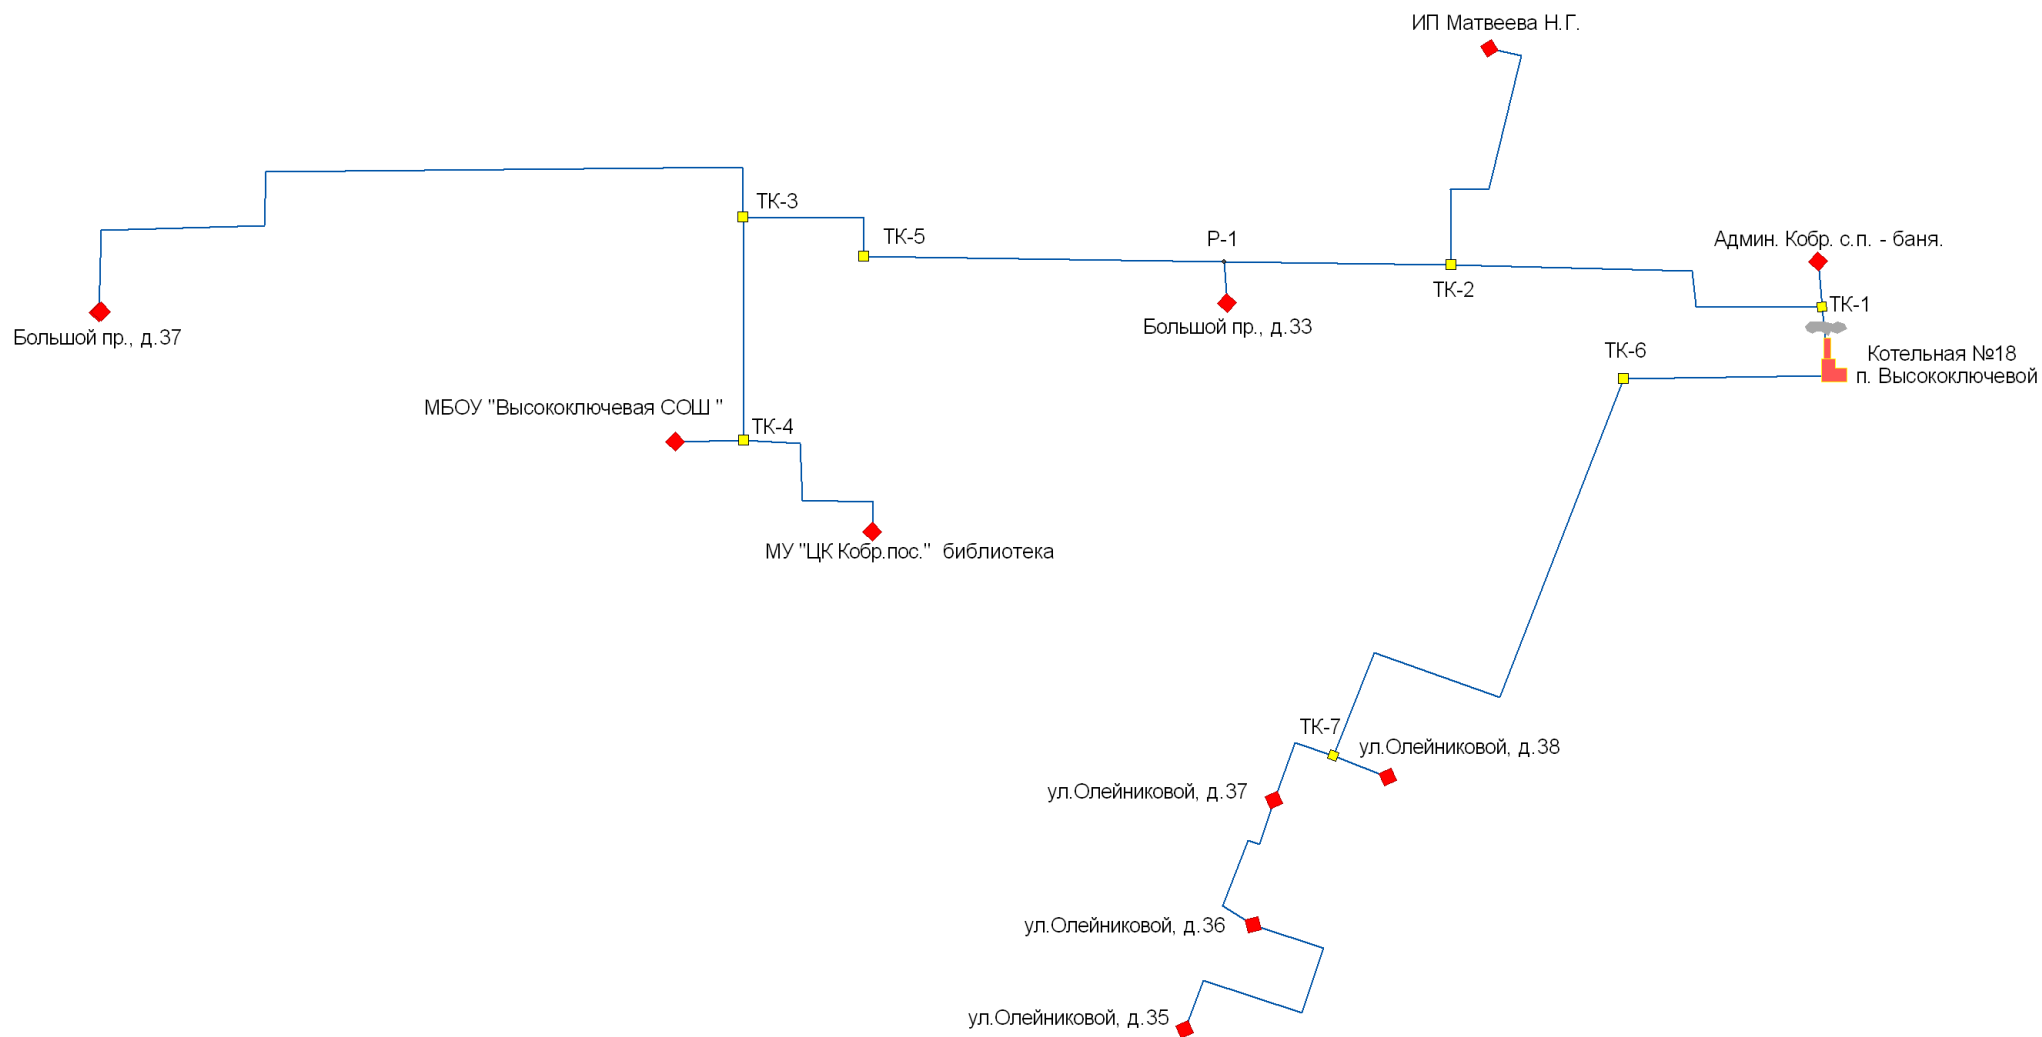 ИП Матвеева Н.Г.
ТК-3
ТК-5
Р-1
Админ. Кобр. с.п. - баня.
ТК-2
ТК-1
Большой пр., д.33
Большой пр., д.37
ТК-6
Котельная №18
п. Высокоключевой
МБОУ "Высокоключе­вая СОШ "
ТК-4
МУ "ЦК Кобр.пос."  библиотека
ТК-7
ул.Олейниковой, д.38
ул.Олейниковой, д.37
ул.Олейниковой, д.36
ул.Олейниковой, д.35